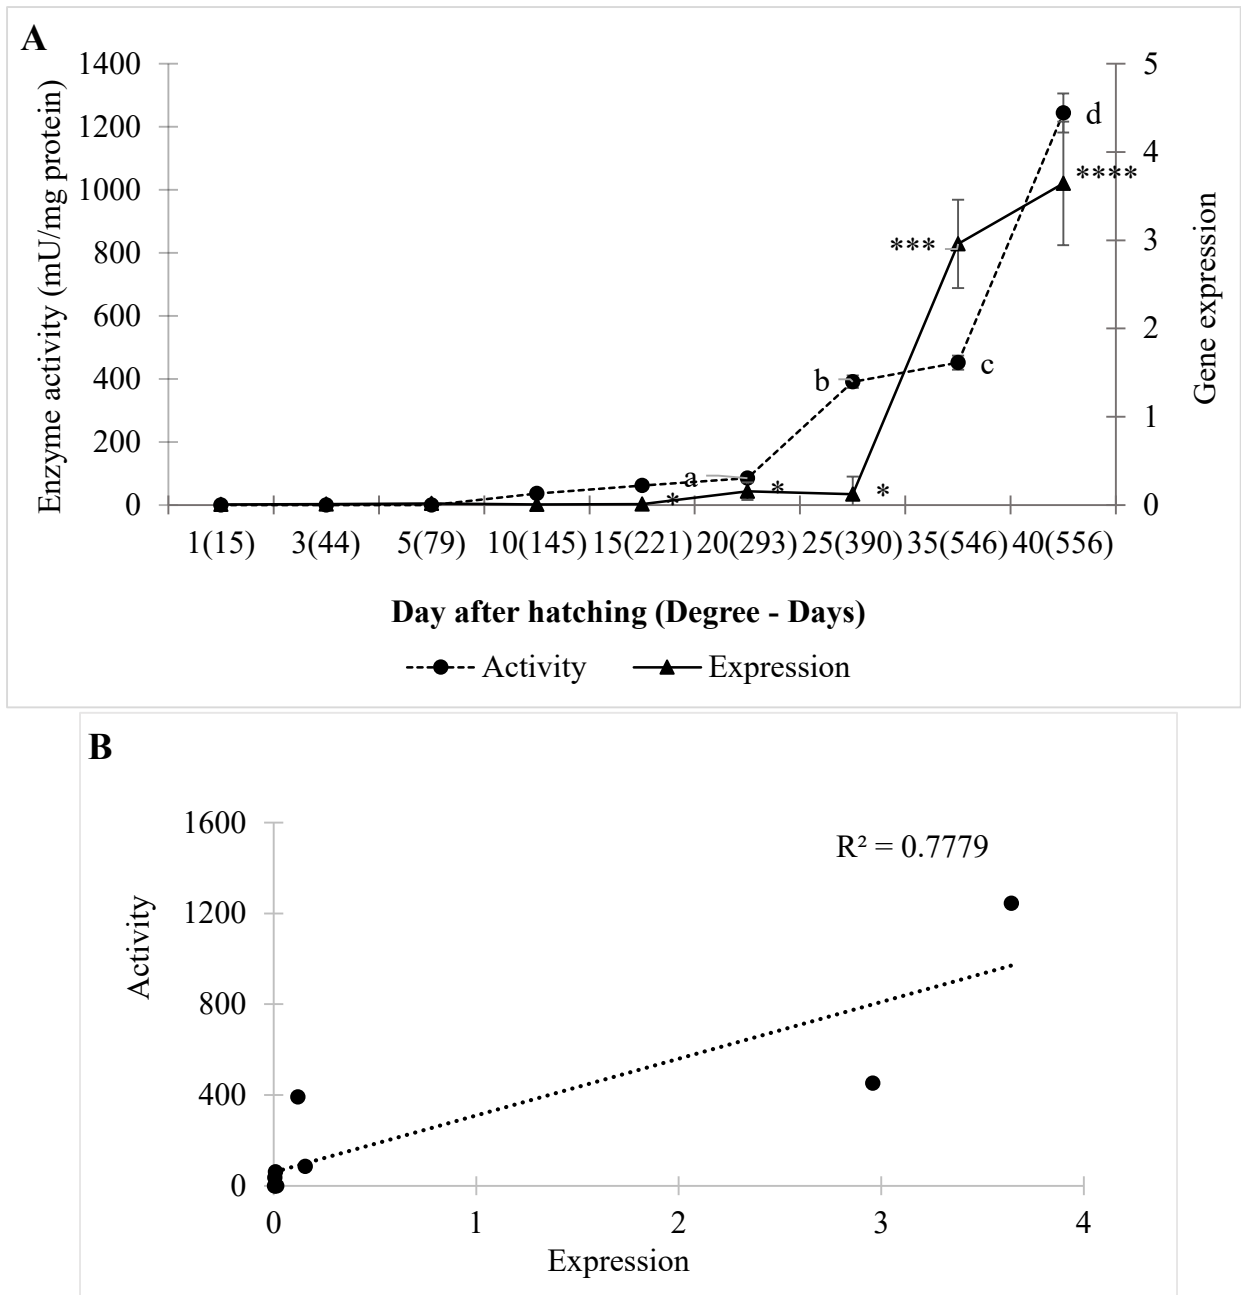 A
1400
1200
1000
800
600
400
200
0
Enzyme activity (mU/mg protein)
5
4
3
2
1
0
Gene expression
a
b
c
d
*
*
*
***
****
1(15) 3(44) 5(79) 10(145) 15(221) 20(293) 25(390) 35(546) 40(556)
Day after hatching (Degree - Days)
Activity Expression
B
1600
1200
800
400
0
Activity
R² = 0.7779
0 1 2 3 4
Expression